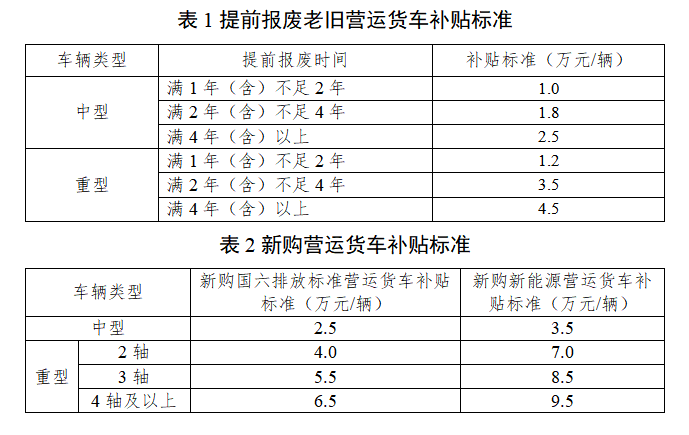 表 1 提前报废老旧营运货车补贴标准
车辆类型 提前报废时间 补贴标准（万元/辆）
中型 满 1 年（含）不足 2 年 1.0
满 2 年（含）不足 4 年 1.8
满 4 年（含）以上 2.5
重型 满 1 年（含）不足 2 年 1.2
满 2 年（含）不足 4 年 3.5
满 4 年（含）以上 4.5
表 2 新购营运货车补贴标准
车辆类型 新购国六排放标准营运货车补贴标准（万元/辆） 新购新能源营运货车补贴标准（万元/辆）
中型 2.5 3.5
重型 2 轴 4.0 7.0
3 轴 5.5 8.5
4 轴及以上 6.5 9.5